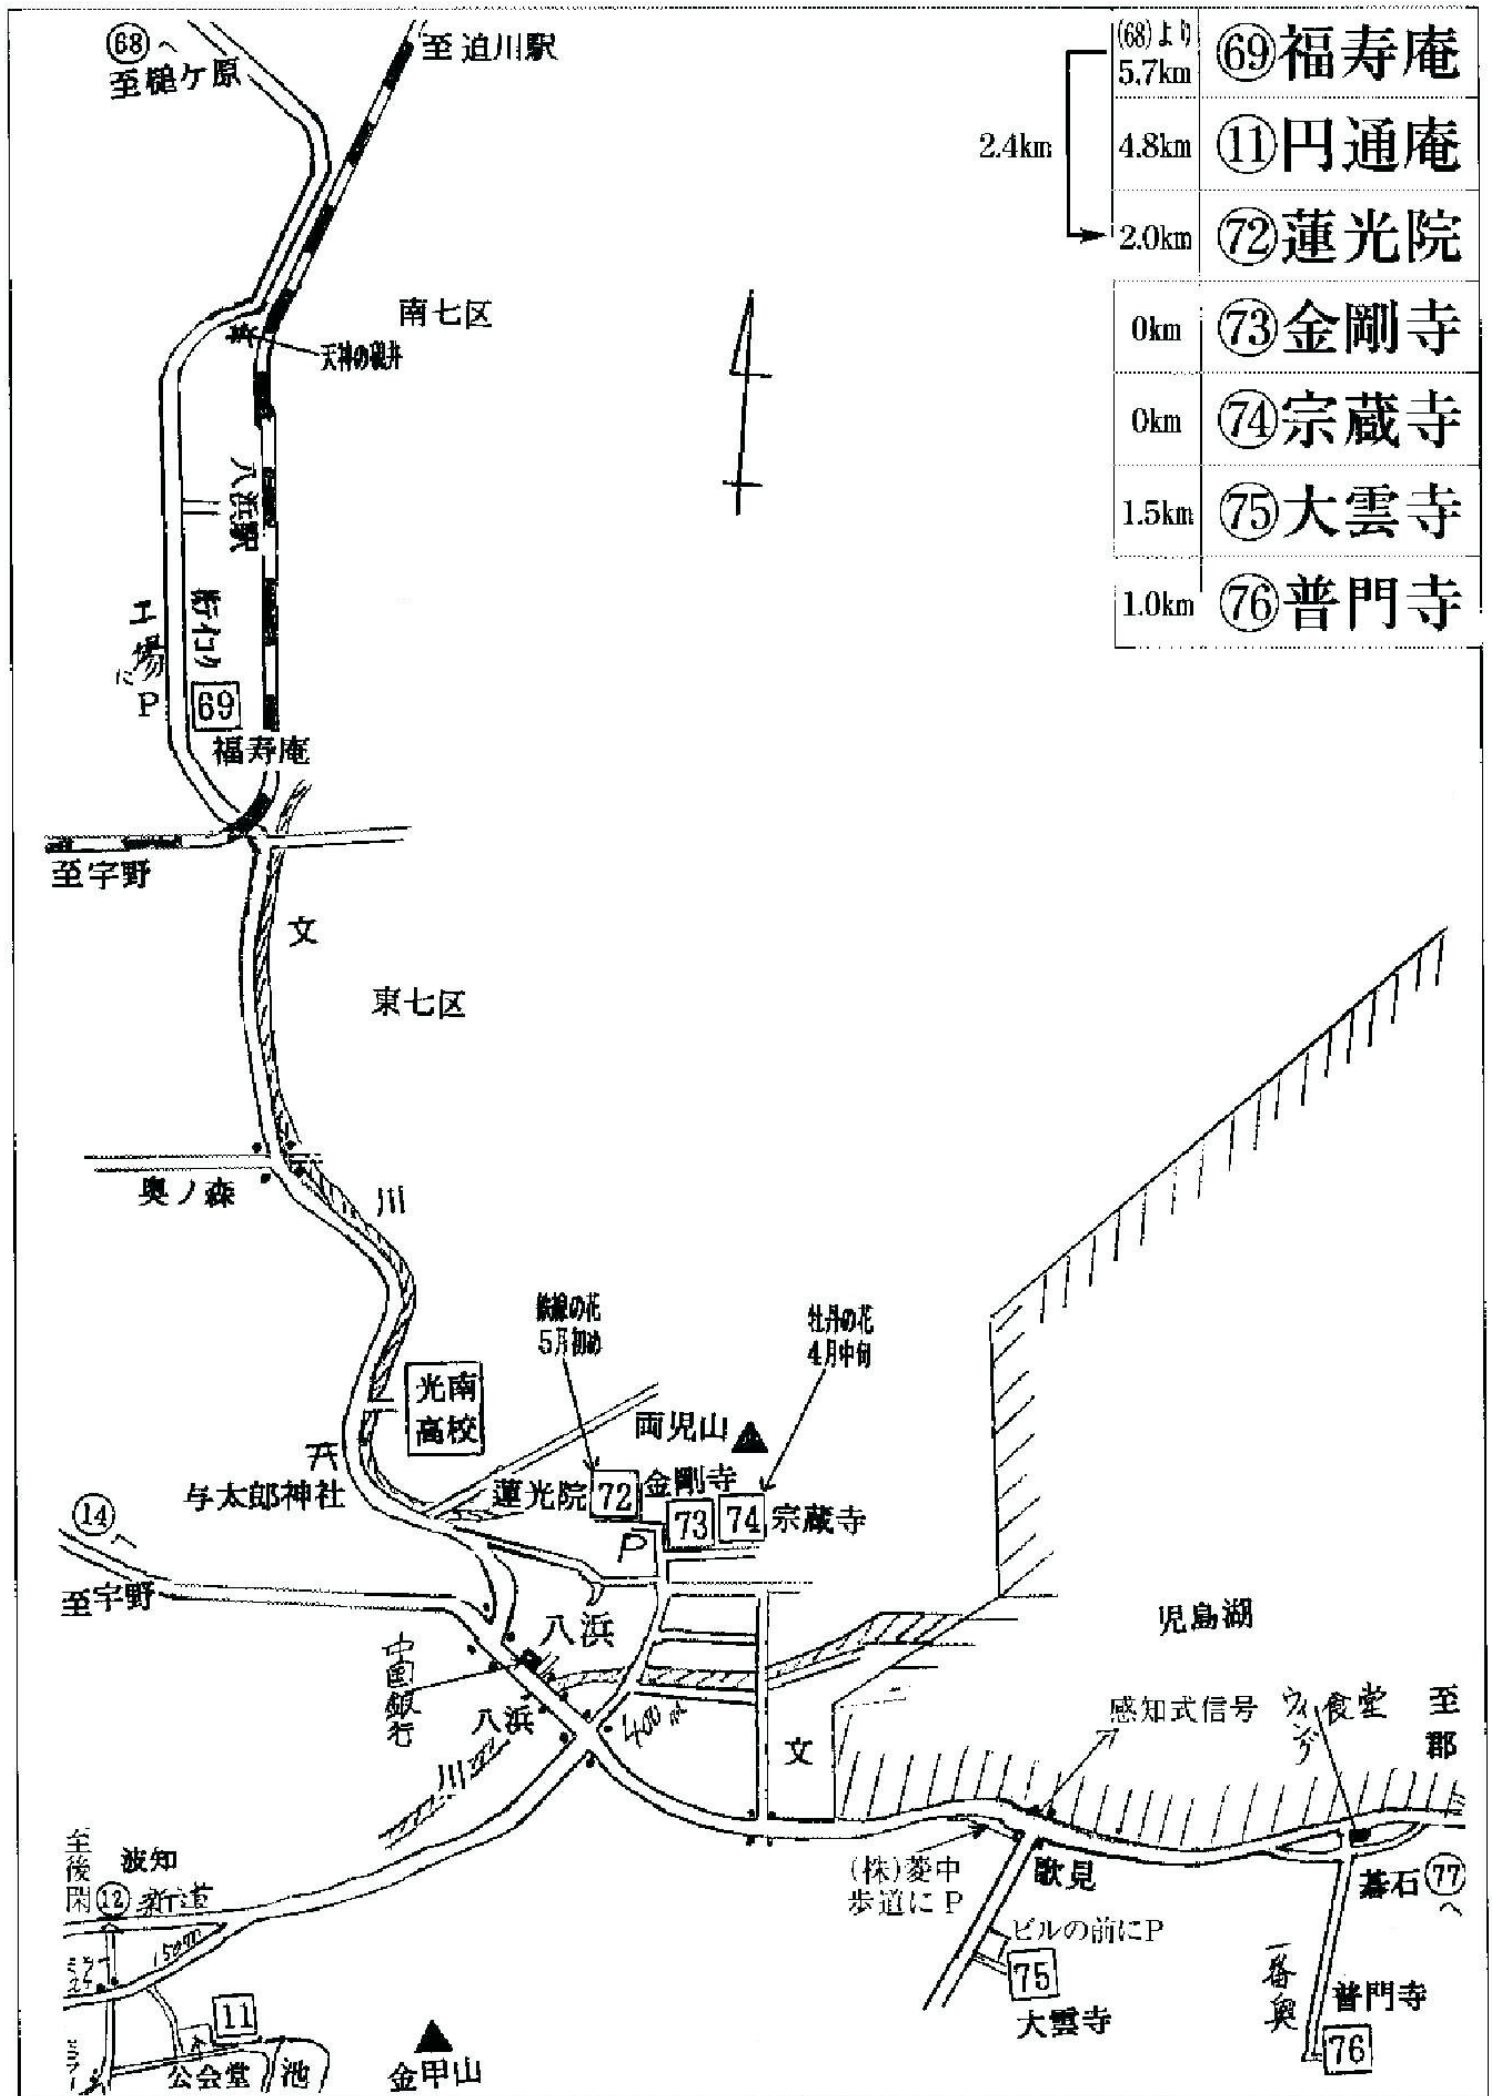 (68)より
5.7km
⑥⑨福寿庵
2.4km
4.8km
⑪円通庵
2.0km
⑦②蓮光院
0km
⑦③金剛寺
0km
⑦④宗蔵寺
1.5km
⑦⑤大雲寺
1.0km
⑦⑥普門寺
⑥⑧へ
至槌ケ原
至迫川駅
南七区
天神の硯井
八浜駅
工場にP
69
福寿庵
至宇野
文
東七区
奥ノ森
川
鉄線の花
5月初め
牡丹の花
4月中旬
光南
高校
両児山
与太郎神社
蓮光院
72
金剛寺
73
74
宗蔵寺
P
⑭へ
至宇野
八浜
児島湖
中国銀行
八浜
400m
文
感知式信号
食堂
至郡
川
至後閑
波知
⑫
新道
150m
(株)菱中
歩道にP
歌見
碁石
⑦⑦へ
ビルの前にP
75
大雲寺
一番奥
普門寺
76
11
公会堂
池
金甲山